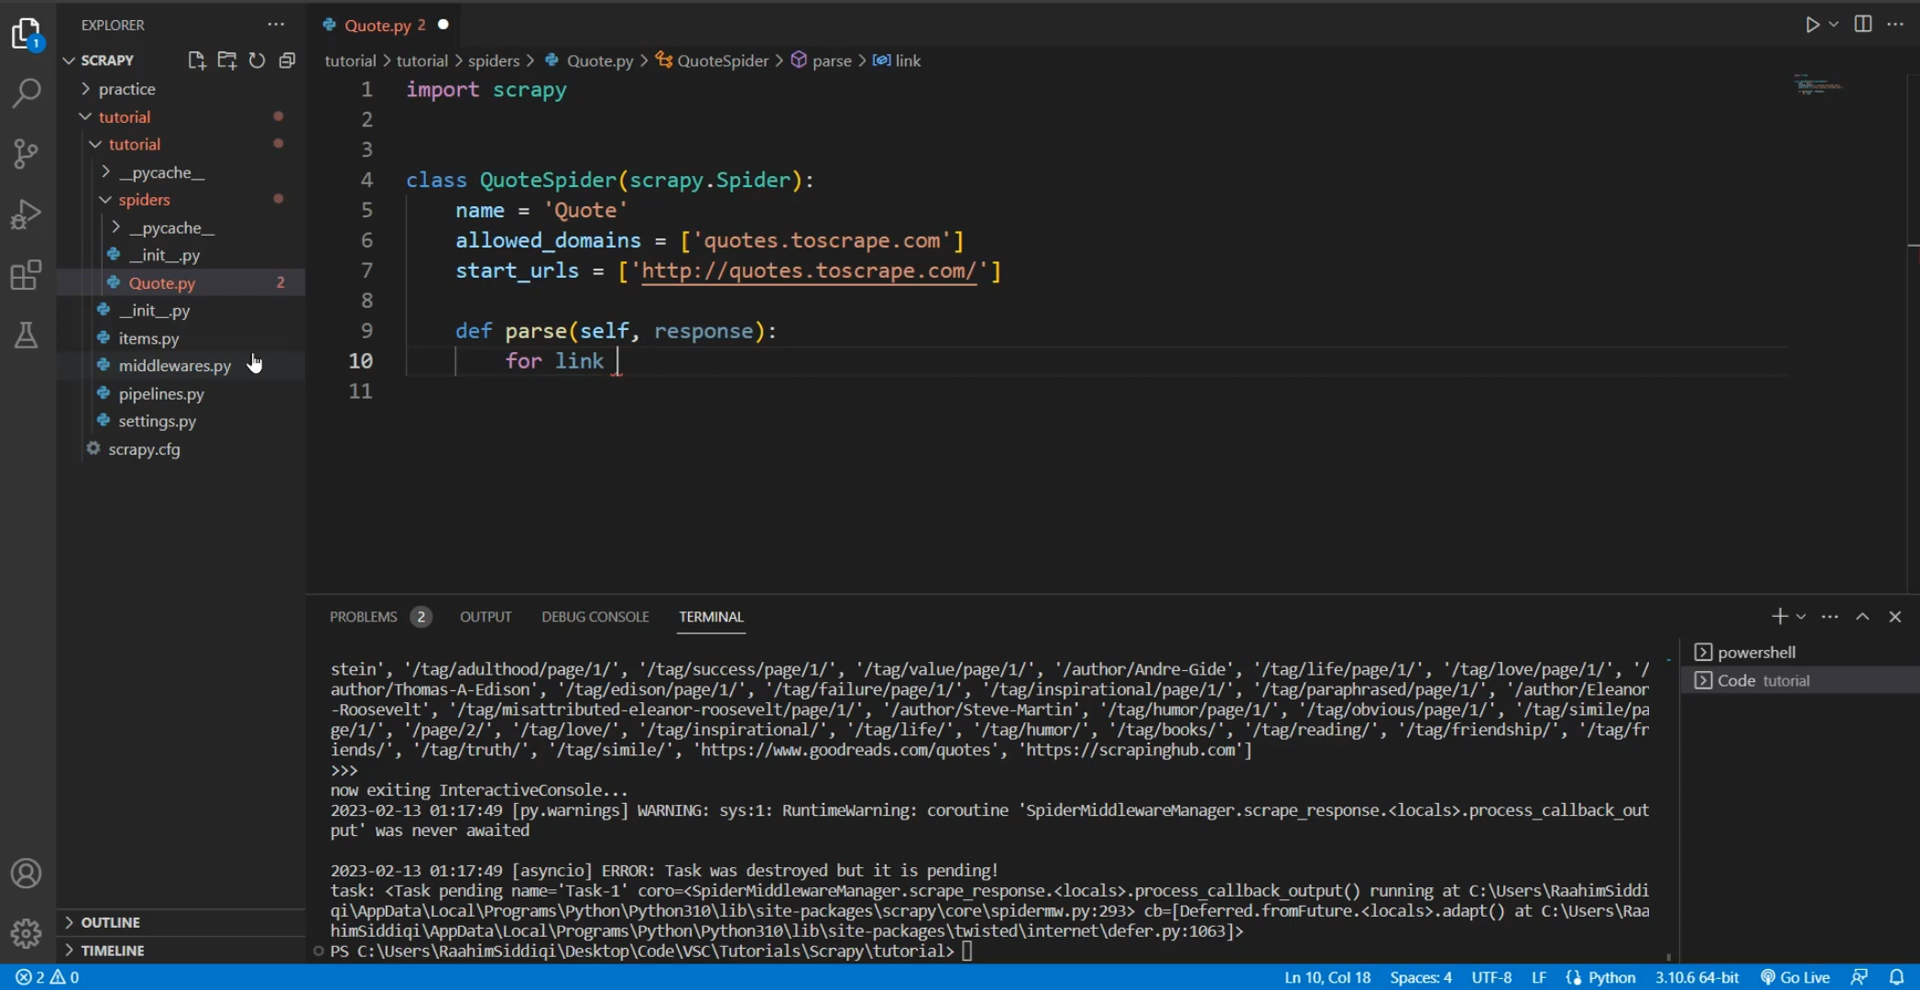 EXPLORER
SCRAPY
practice
tutorial
tutorial
__pycache__
spiders
__pycache__
__init__.py
Quote.py 2
__init__.py
items.py
middlewares.py
pipelines.py
settings.py
scrapy.cfg
OUTLINE
TIMELINE
1
Quote.py 2
tutorial > tutorial > spiders > Quote.py > QuoteSpider > parse > link
1 import scrapy
2
3
4 class QuoteSpider(scrapy.Spider):
5 name = 'Quote'
6 allowed_domains = ['quotes.toscrape.com']
7 start_urls = ['http://quotes.toscrape.com/']
8
9 def parse(self, response):
10 for link
11
PROBLEMS 2 OUTPUT DEBUG CONSOLE TERMINAL
stein', '/tag/adulthood/page/1/', '/tag/success/page/1/', '/tag/value/page/1/', '/author/Andre-Gide', '/tag/life/page/1/', '/tag/love/page/1/', '/
author/Thomas-A-Edison', '/tag/edison/page/1/', '/tag/failure/page/1/', '/tag/inspirational/page/1/', '/tag/paraphrased/page/1/', '/author/Eleanor
-Roosevelt', '/tag/misattributed-eleanor-roosevelt/page/1/', '/author/Steve-Martin', '/tag/humor/page/1/', '/tag/obvious/page/1/', '/tag/simile/pa
ge/1/', '/page/2/', '/tag/love/', '/tag/inspirational/', '/tag/life/', '/tag/humor/', '/tag/books/', '/tag/reading/', '/tag/friendship/', '/tag/fr
iends/', '/tag/truth/', '/tag/simile/', 'https://www.goodreads.com/quotes', 'https://scrapinghub.com']
>>>
now exiting InteractiveConsole...
2023-02-13 01:17:49 [py.warnings] WARNING: sys:1: RuntimeWarning: coroutine 'SpiderMiddlewareManager.scrape_response.<locals>.process_callback_out
put' was never awaited
2023-02-13 01:17:49 [asyncio] ERROR: Task was destroyed but it is pending!
task: <Task pending name='Task-1' coro=<SpiderMiddlewareManager.scrape_response.<locals>.process_callback_output() running at C:\Users\RaahimSiddi
qi\AppData\Local\Programs\Python\Python310\lib\site-packages\scrapy\core\spidermw.py:293> cb=[Deferred.fromFuture.<locals>.adapt() at C:\Users\Raa
himSiddiqi\AppData\Local\Programs\Python\Python310\lib\site-packages\twisted\internet\defer.py:1063]>
PS C:\Users\RaahimSiddiqi\Desktop\Code\VSC\Tutorials\Scrapy\tutorial>
powershell
Code tutorial
2 0
Ln 10, Col 18 Spaces: 4 UTF-8 LF Python 3.10.6 64-bit Go Live